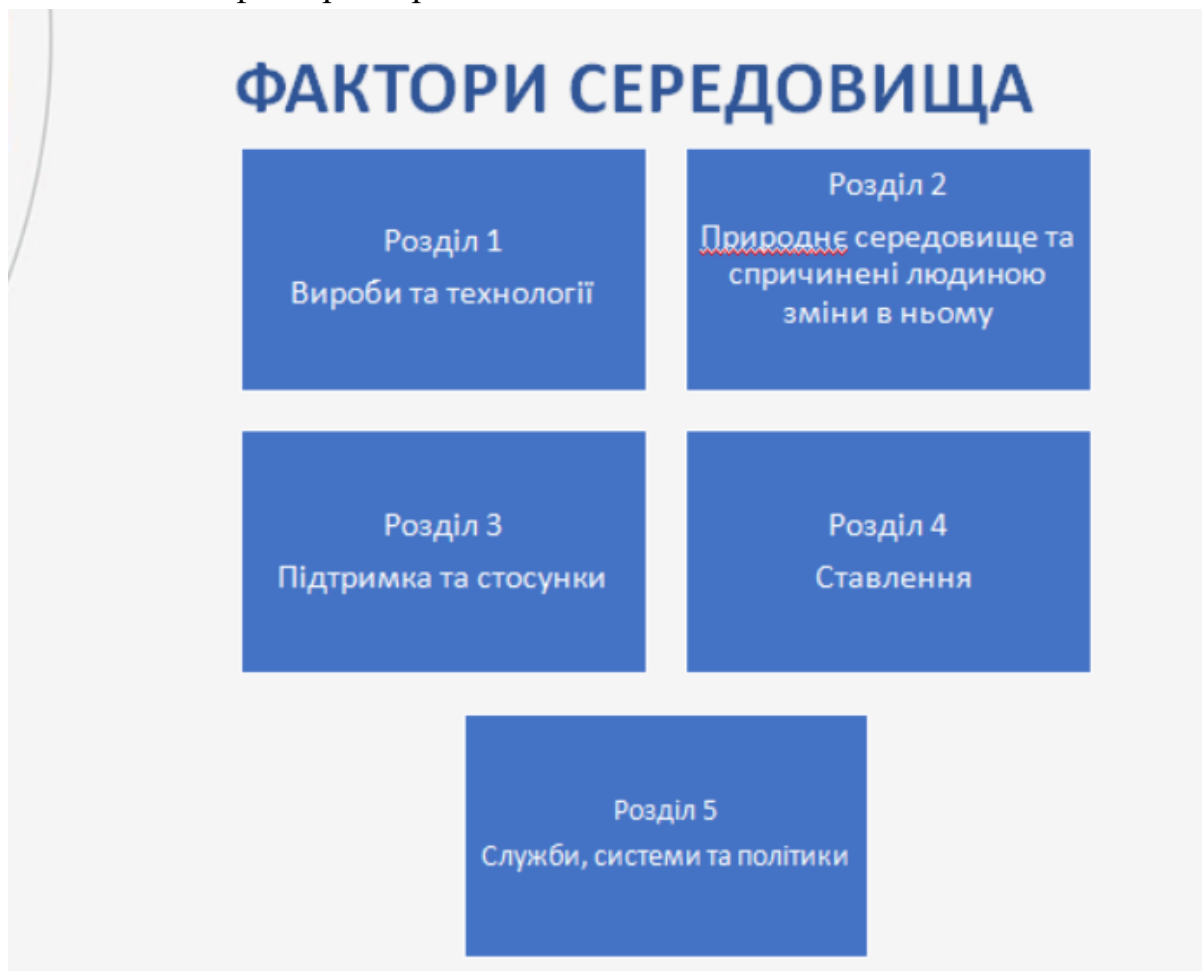 ФАКТОРИ СЕРЕДОВИЩА
Розділ 1
Вироби та технології
Розділ 2
Природнє середовище та
спричинені людиною
зміни в ньому
Розділ 3
Підтримка та стосунки
Розділ 4
Ставлення
Розділ 5
Служби, системи та політики